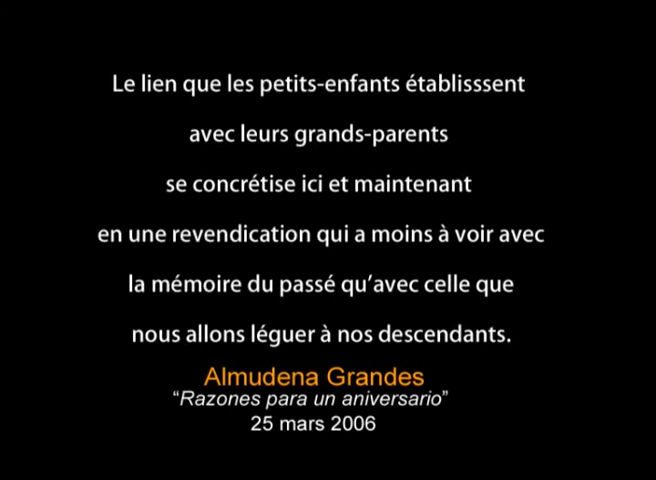 Le lien que les petits-enfants établisssent
avec leurs grands-parents
se concrétise ici et maintenant
en une revendication qui a moins à voir avec
la mémoire du passé qu’avec celle que
nous allons léguer à nos descendants.
Almudena Grandes
“Razones para un aniversario”
25 mars 2006